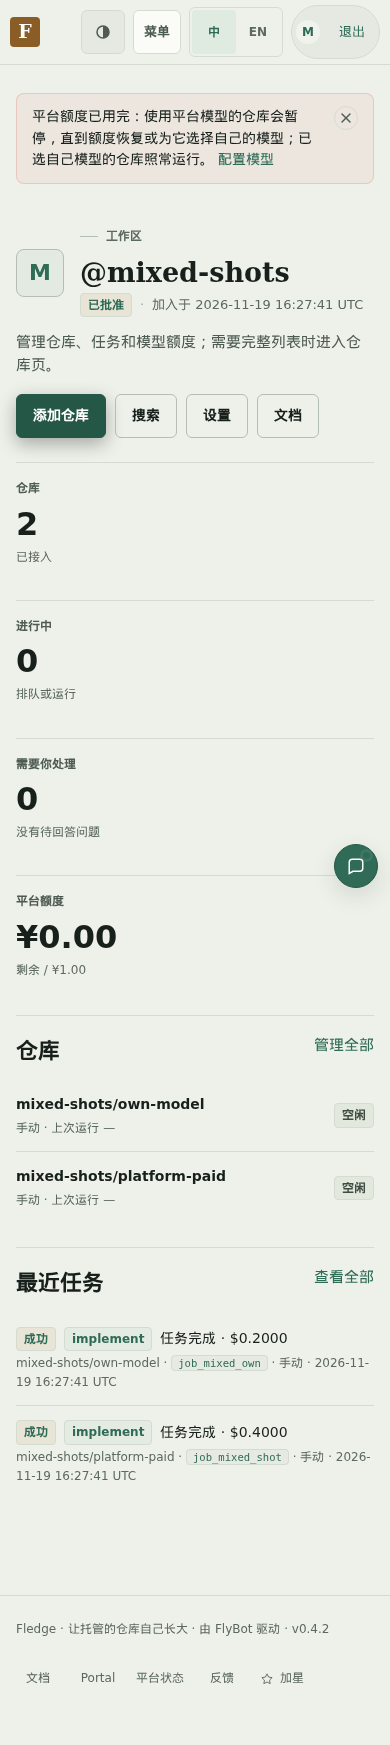 F 菜单 中 EN M 退出
平台额度已用完：使用平台模型的仓库会暂
停，直到额度恢复或为它选择自己的模型；已
选自己模型的仓库照常运行。 配置模型
工作区
M @mixed-shots
已批准 · 加入于 2026-11-19 16:27:41 UTC
管理仓库、任务和模型额度；需要完整列表时进入仓
库页。
添加仓库 搜索 设置 文档
仓库
2
已接入
进行中
0
排队或运行
需要你处理
0
没有待回答问题
平台额度
¥0.00
剩余 / ¥1.00
仓库 管理全部
mixed-shots/own-model
手动 · 上次运行 —
空闲
mixed-shots/platform-paid
手动 · 上次运行 —
空闲
最近任务 查看全部
成功 implement 任务完成 · $0.2000
mixed-shots/own-model · job_mixed_own · 手动 · 2026-11-
19 16:27:41 UTC
成功 implement 任务完成 · $0.4000
mixed-shots/platform-paid · job_mixed_shot · 手动 · 2026-
11-19 16:27:41 UTC
Fledge · 让托管的仓库自己长大 · 由 FlyBot 驱动 · v0.4.2
文档 Portal 平台状态 反馈 加星